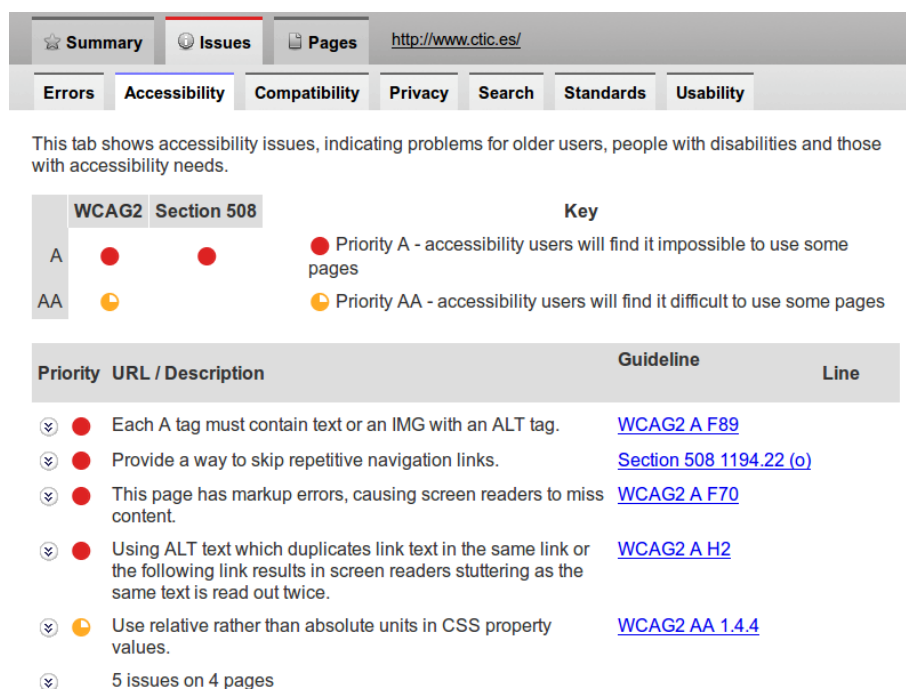 Summary Issues Pages http://www.ctic.es/
Errors Accessibility Compatibility Privacy Search Standards Usability
This tab shows accessibility issues, indicating problems for older users, people with disabilities and those
with accessibility needs.
WCAG2 Section 508 Key
A Priority A - accessibility users will find it impossible to use some
pages
AA Priority AA - accessibility users will find it difficult to use some pages
Priority URL / Description Guideline Line
Each A tag must contain text or an IMG with an ALT tag. WCAG2 A F89
Provide a way to skip repetitive navigation links. Section 508 1194.22 (o)
This page has markup errors, causing screen readers to miss WCAG2 A F70
content.
Using ALT text which duplicates link text in the same link or WCAG2 A H2
the following link results in screen readers stuttering as the
same text is read out twice.
Use relative rather than absolute units in CSS property WCAG2 AA 1.4.4
values.
5 issues on 4 pages